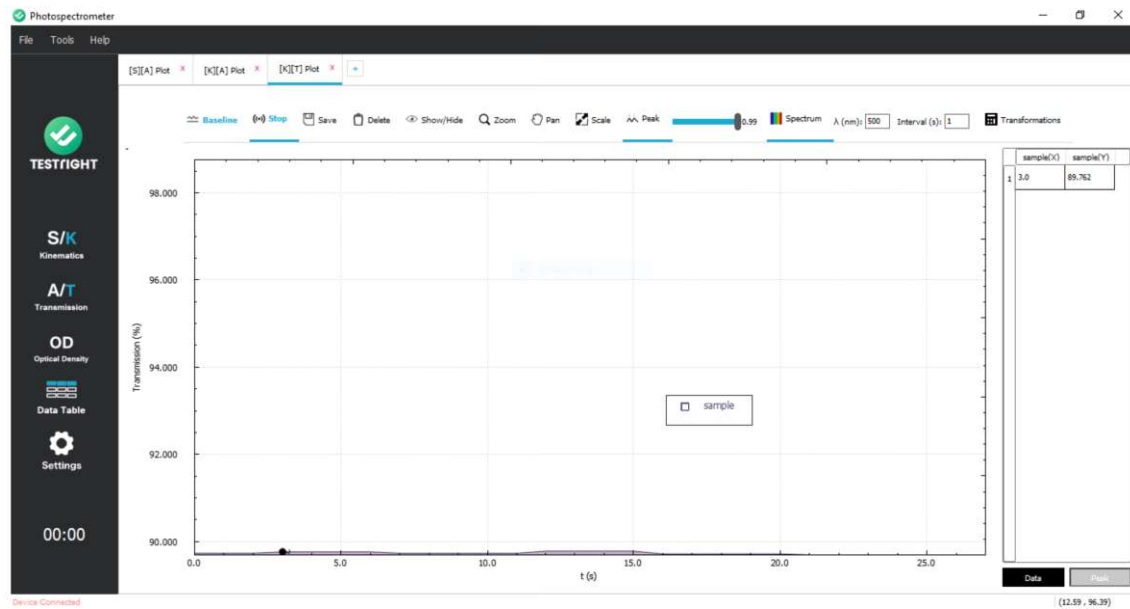 Photospectrometer
File Tools Help
[S][A] Plot x [K][A] Plot x [K][T] Plot x +
Baseline Stop Save Delete Show/Hide Zoom Pan Scale Peak 0.99 Spectrum λ (nm): 500 Interval (s): 1 Transformations
TESTRIGHT
S/K
Kinematics
A/T
Transmission
OD
Optical Density
Data Table
Settings
00:00
Transmission (%)
98.000
96.000
94.000
92.000
90.000
sample
0.0 5.0 10.0 15.0 20.0 25.0
t (s)
sample(X) sample(Y)
1 3.0 89.762
Data Peak
Device Connected
(12.59 , 96.39)